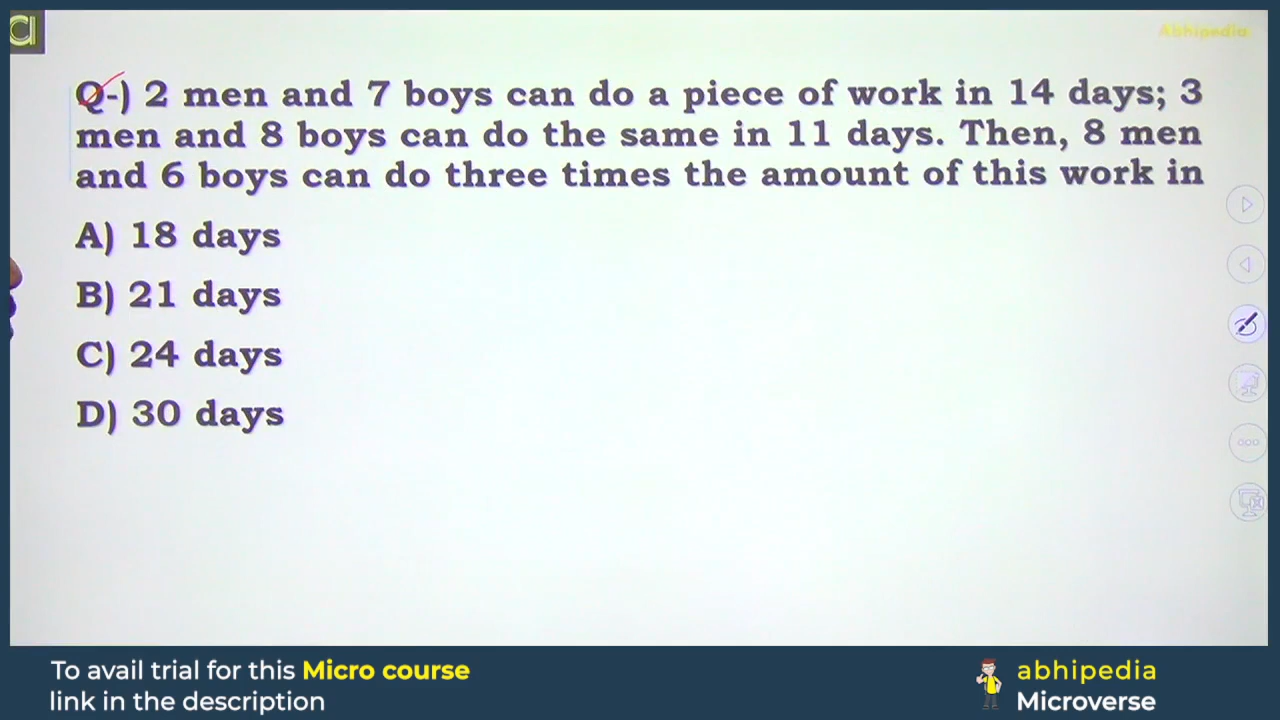 a
Abhipedia
Q-) 2 men and 7 boys can do a piece of work in 14 days; 3
men and 8 boys can do the same in 11 days. Then, 8 men
and 6 boys can do three times the amount of this work in
A) 18 days
B) 21 days
C) 24 days
D) 30 days
To avail trial for this Micro course
link in the description
abhipedia
Microverse